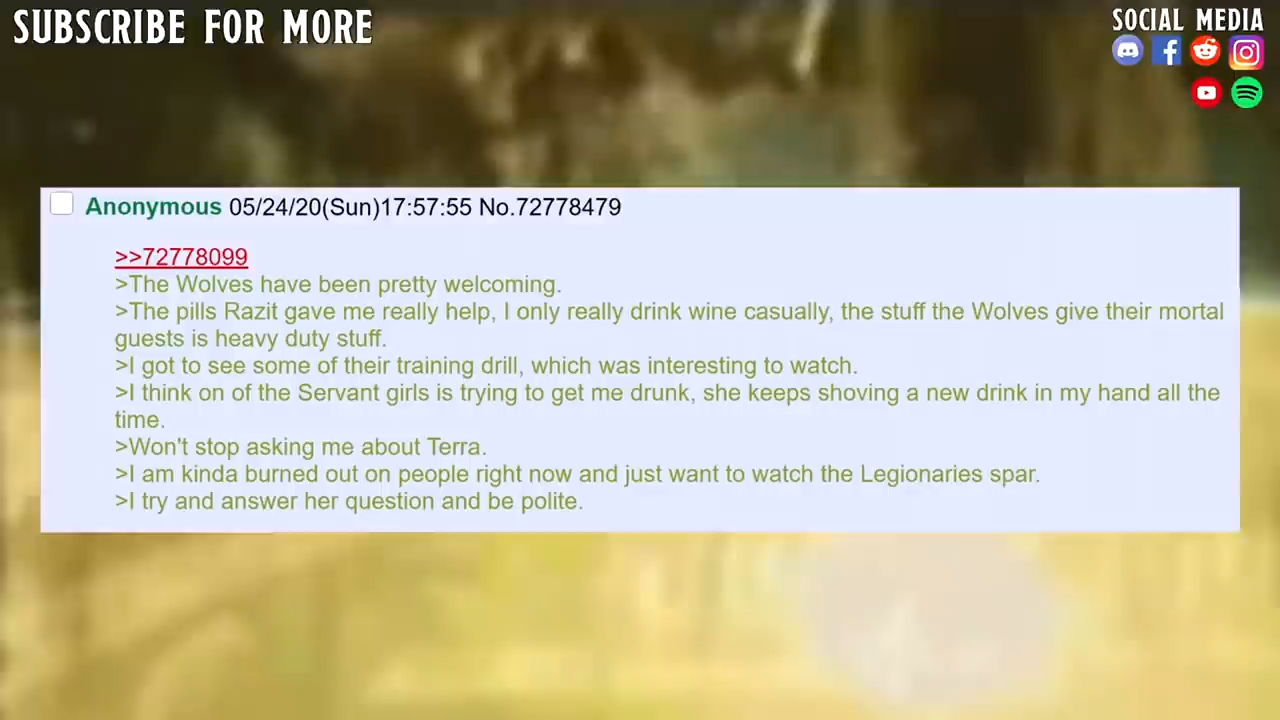 SUBSCRIBE FOR MORE
SOCIAL MEDIA
Anonymous 05/24/20(Sun)17:57:55 No.72778479
>>72778099
>The Wolves have been pretty welcoming.
>The pills Razit gave me really help, I only really drink wine casually, the stuff the Wolves give their mortal
guests is heavy duty stuff.
>I got to see some of their training drill, which was interesting to watch.
>I think on of the Servant girls is trying to get me drunk, she keeps shoving a new drink in my hand all the
time.
>Won't stop asking me about Terra.
>I am kinda burned out on people right now and just want to watch the Legionaries spar.
>I try and answer her question and be polite.